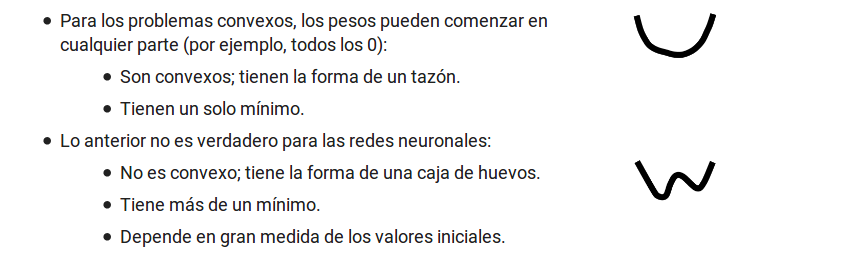 Para los problemas convexos, los pesos pueden comenzar en
cualquier parte (por ejemplo, todos los 0):
Son convexos; tienen la forma de un tazón.
Tienen un solo mínimo.
Lo anterior no es verdadero para las redes neuronales:
No es convexo; tiene la forma de una caja de huevos.
Tiene más de un mínimo.
Depende en gran medida de los valores iniciales.